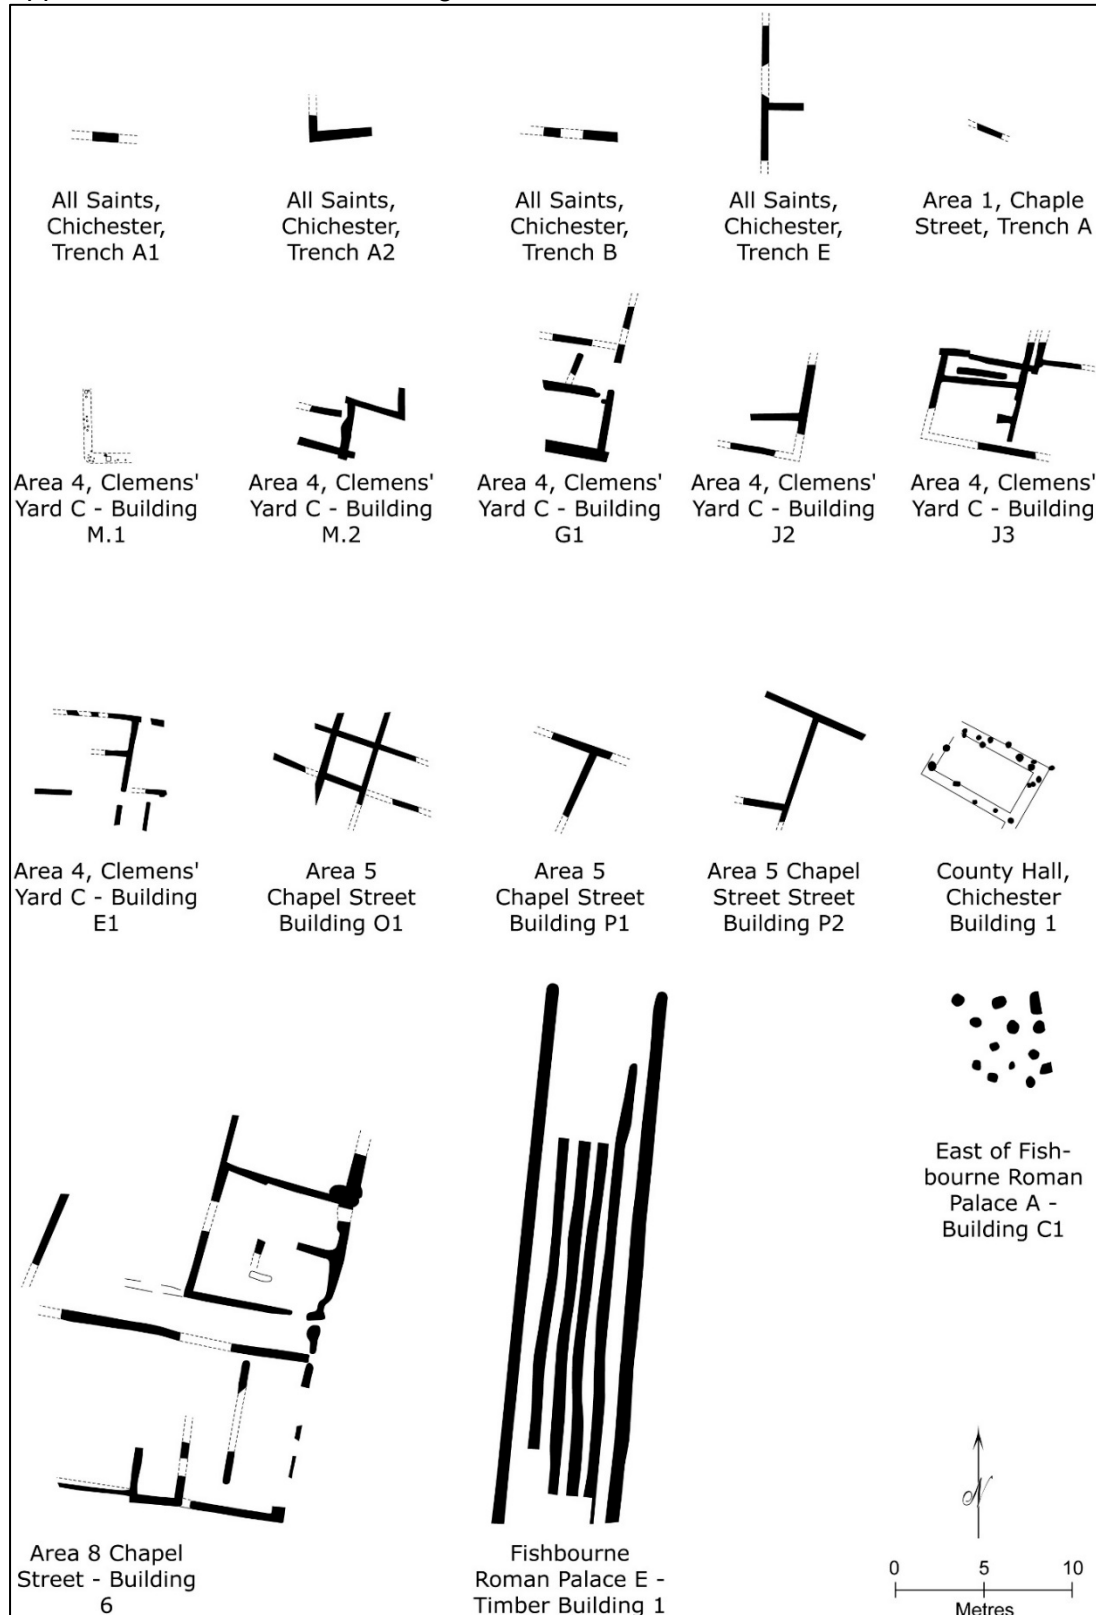 All Saints,
Chichester,
Trench A1
All Saints,
Chichester,
Trench A2
All Saints,
Chichester,
Trench B
All Saints,
Chichester,
Trench E
Area 1, Chaple
Street, Trench A
Area 4, Clemens'
Yard C - Building
M.1
Area 4, Clemens'
Yard C - Building
M.2
Area 4, Clemens'
Yard C - Building
G1
Area 4, Clemens'
Yard C - Building
J2
Area 4, Clemens'
Yard C - Building
J3
Area 4, Clemens'
Yard C - Building
E1
Area 5
Chapel Street
Building O1
Area 5
Chapel Street
Building P1
Area 5 Chapel
Street Street
Building P2
County Hall,
Chichester
Building 1
East of Fish-
bourne Roman
Palace A -
Building C1
Area 8 Chapel
Street - Building
6
Fishbourne
Roman Palace E -
Timber Building 1
N
0 5 10
Metres